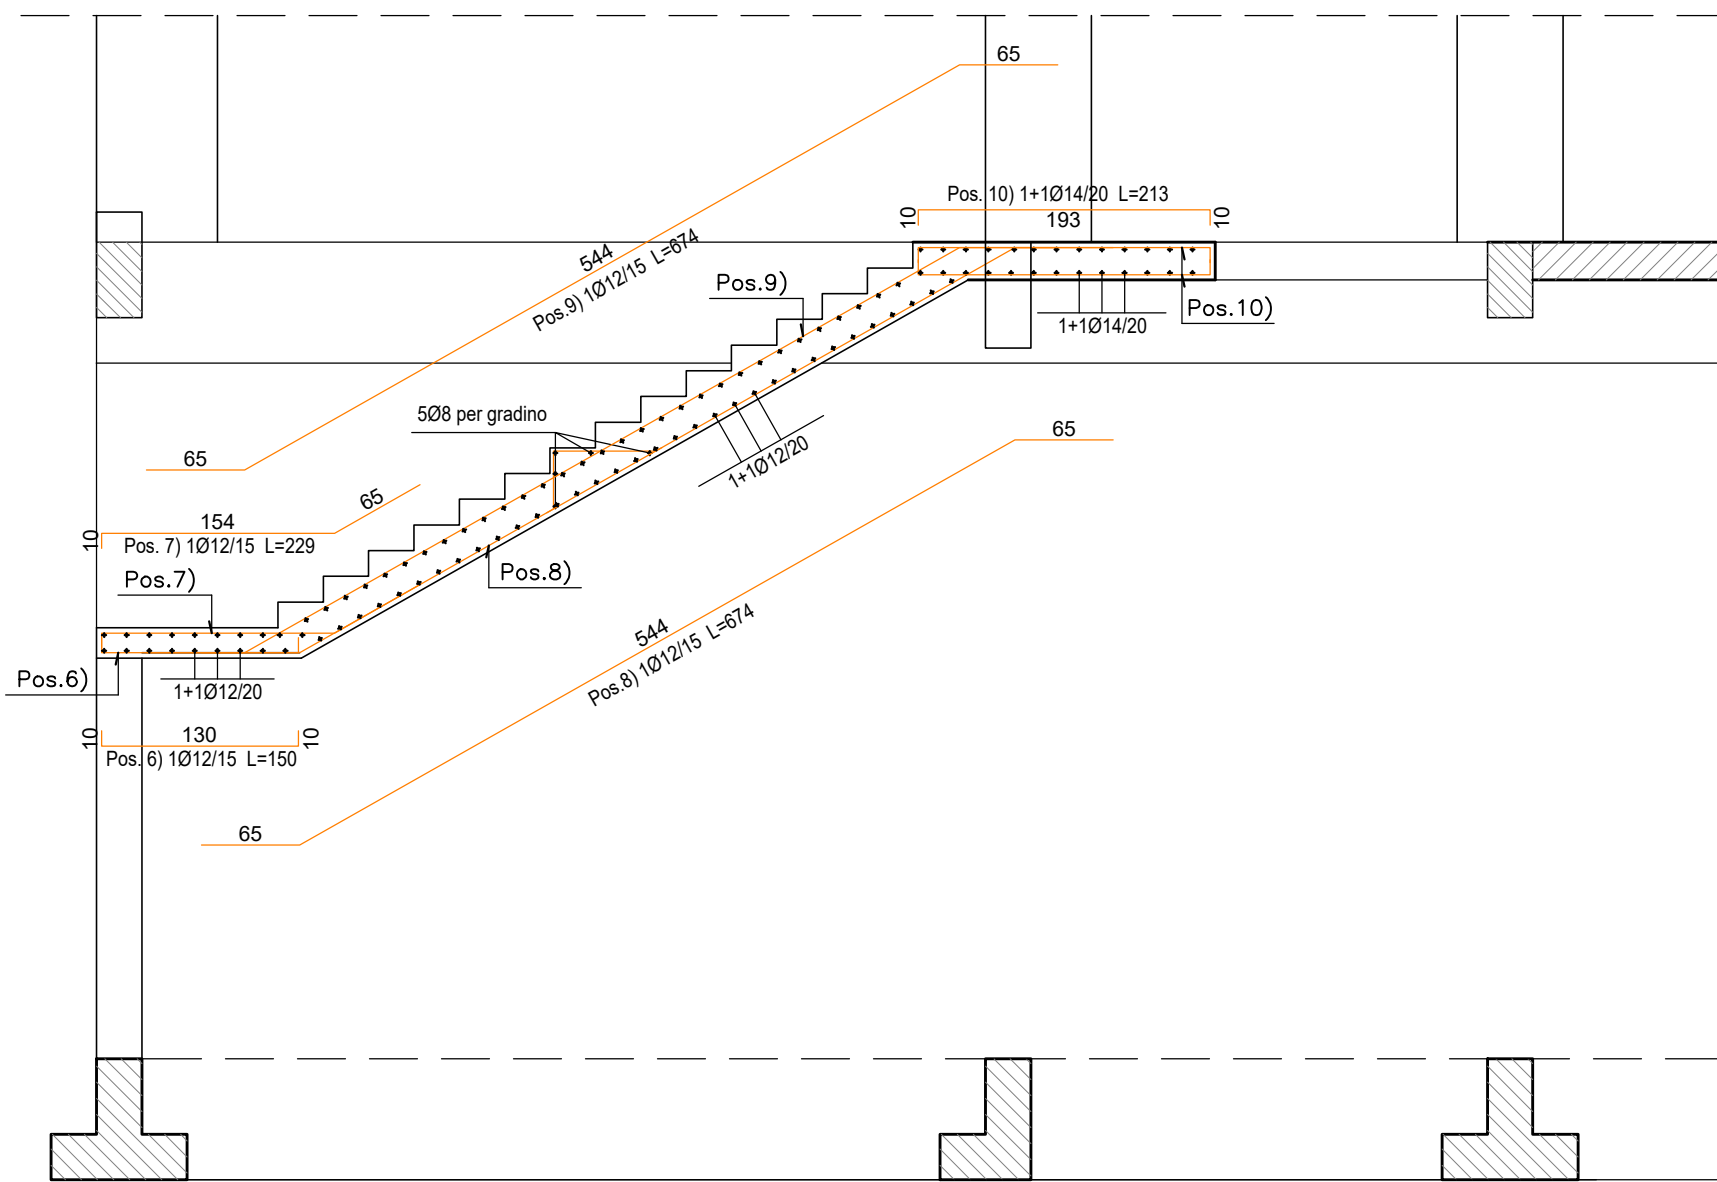 65
Pos. 10) 1+1Ø14/20 L=213
10
193
10
544
Pos.9) 1Ø12/15 L=674
Pos.9)
Pos.10)
1+1Ø14/20
5Ø8 per gradino
65
65
1+1Ø12/20
65
154
10
Pos. 7) 1Ø12/15 L=229
Pos.7)
Pos.8)
544
Pos.8) 1Ø12/15 L=674
Pos.6)
1+1Ø12/20
10
130
10
Pos. 6) 1Ø12/15 L=150
65